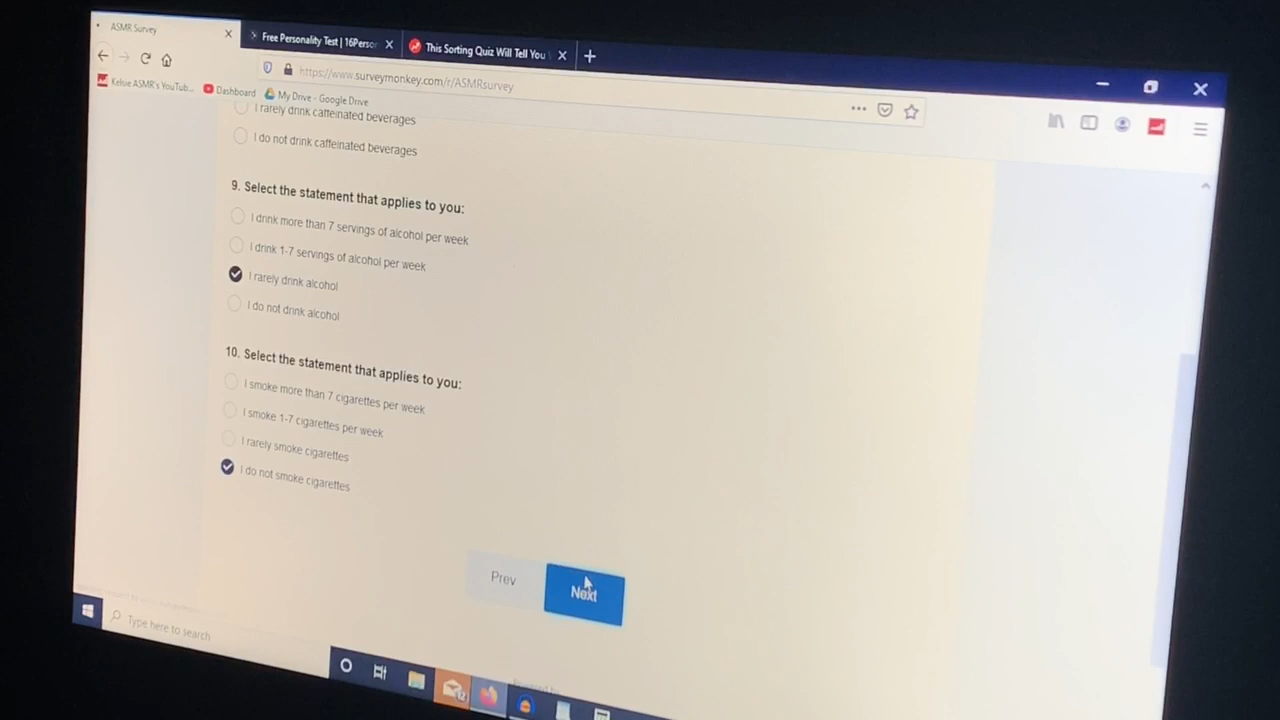 ASMR Survey
Free Personality Test | 16Person
This Sorting Quiz Will Tell You
https://www.surveymonkey.com/r/ASMRsurvey
Kelsie ASMR's YouTub...
Dashboard
My Drive - Google Drive
I rarely drink caffeinated beverages
I do not drink caffeinated beverages
9. Select the statement that applies to you:
I drink more than 7 servings of alcohol per week
I drink 1-7 servings of alcohol per week
I rarely drink alcohol
I do not drink alcohol
10. Select the statement that applies to you:
I smoke more than 7 cigarettes per week
I smoke 1-7 cigarettes per week
I rarely smoke cigarettes
I do not smoke cigarettes
Prev
Next
Type here to search
12